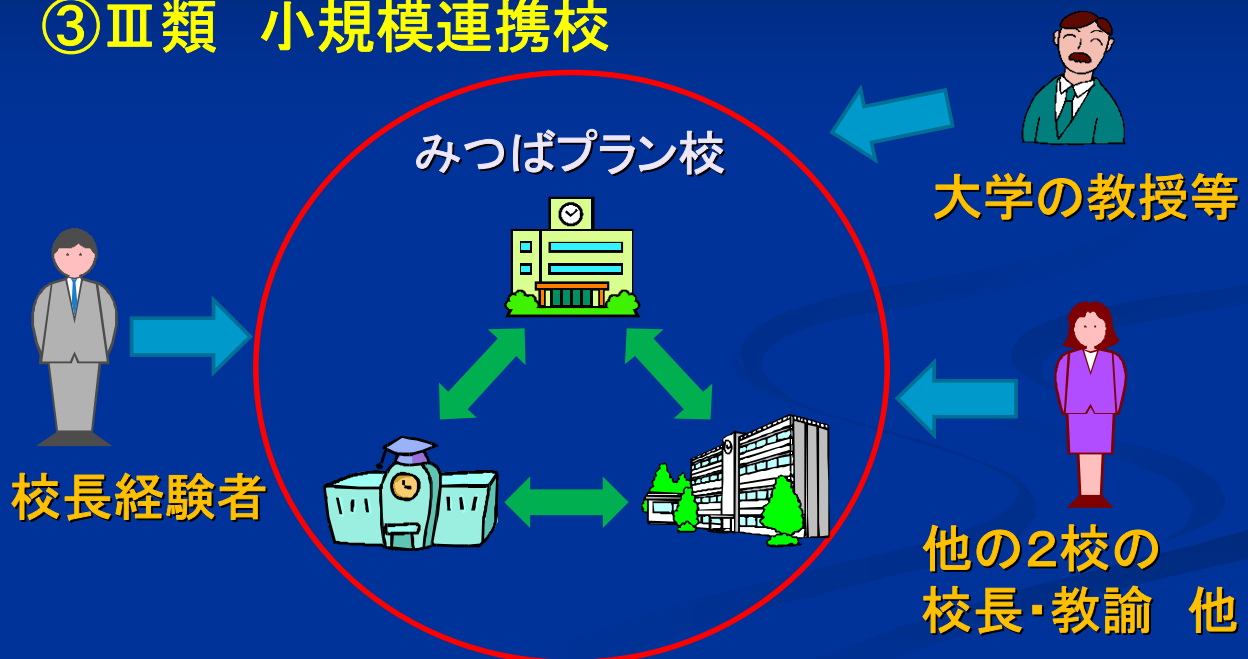 ③Ⅲ類　小規模連携校
みつばプラン校
大学の教授等
校長経験者
他の２校の
校長・教諭　他